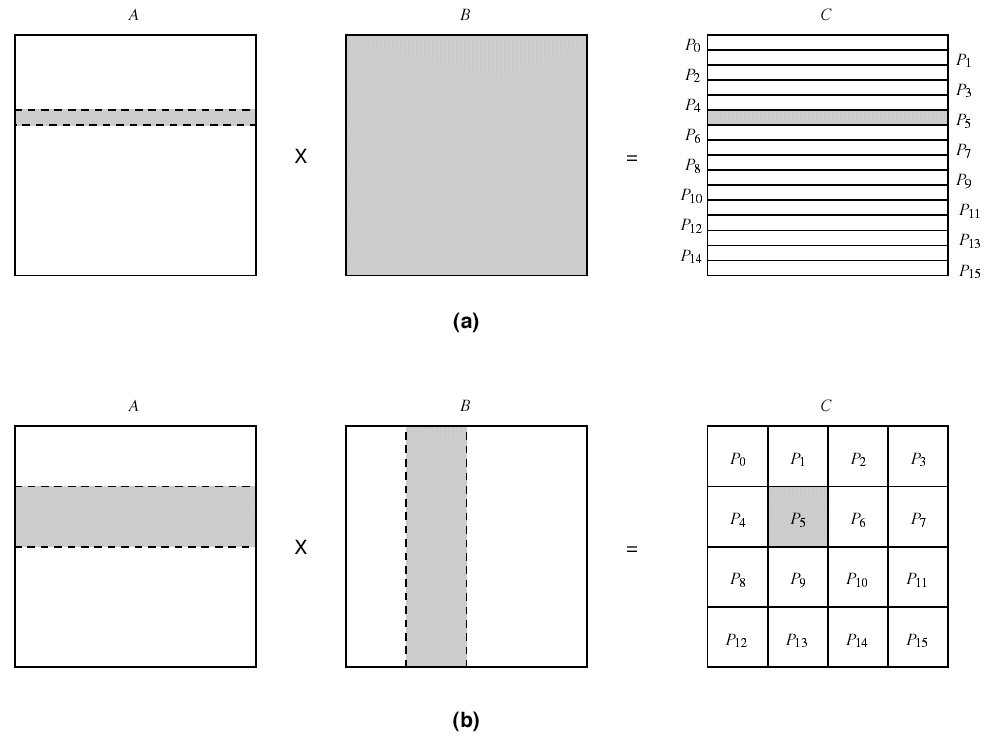 A B C
P0
P1
P2
P3
P4
P5
X =
P6
P7
P8
P9
P10
P11
P12
P13
P14
P15
(a)
A B C
P0 P1 P2 P3
P4 P5 P6 P7
X =
P8 P9 P10 P11
P12 P13 P14 P15
(b)